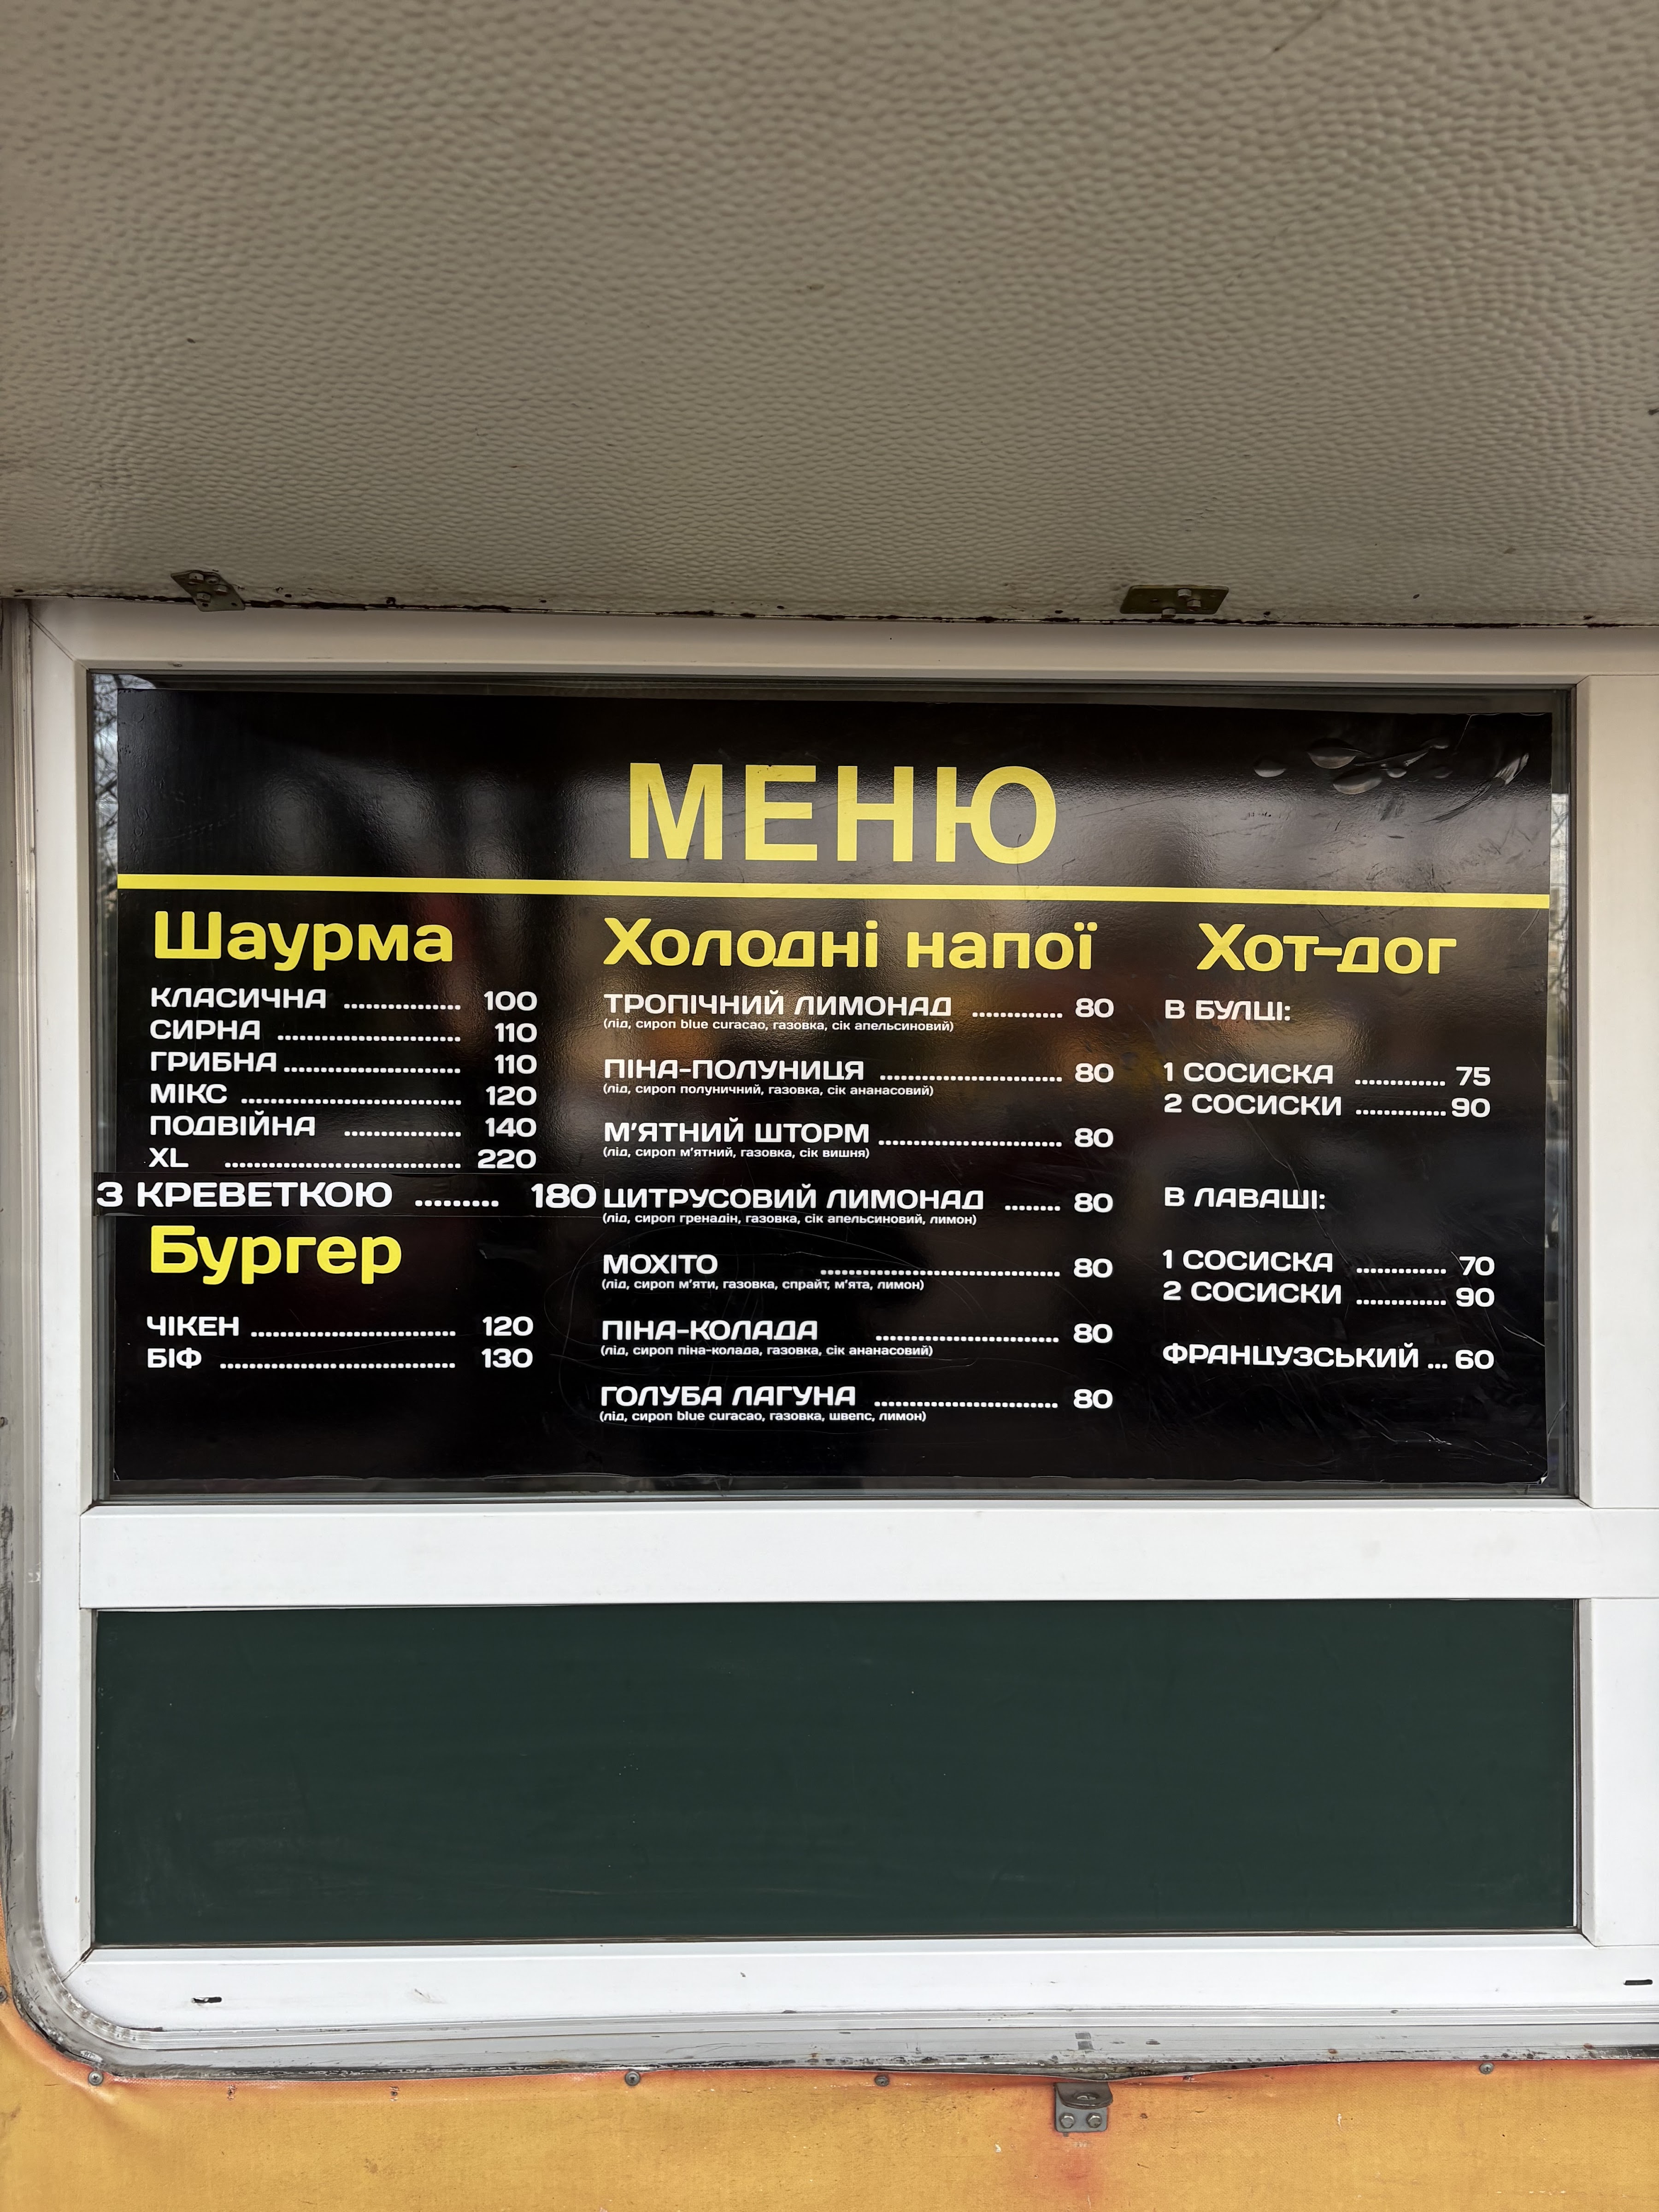 МЕНЮ
Шаурма
КЛАСИЧНА ............... 100
СИРНА ........................ 110
ГРИБНА ....................... 110
МІКС ............................. 120
ПОДВІЙНА ............... 140
XL ............................... 220
З КРЕВЕТКОЮ ......... 180
Бургер
ЧІКЕН ........................... 120
БІФ ............................... 130
Холодні напої
ТРОПІЧНИЙ ЛИМОНАД ............ 80
(лід, сироп blue curacao, газовка, сік апельсиновий)
ПІНА-ПОЛУНИЦЯ ........................ 80
(лід, сироп полуничний, газовка, сік ананасовий)
М'ЯТНИЙ ШТОРМ ........................ 80
(лід, сироп м'ятний, газовка, сік вишня)
ЦИТРУСОВИЙ ЛИМОНАД ....... 80
(лід, сироп гренадін, газовка, сік апельсиновий, лимон)
МОХІТО ............................... 80
(лід, сироп м'яти, газовка, спрайт, м'ята, лимон)
ПІНА-КОЛАДА ........................ 80
(лід, сироп піна-колада, газовка, сік ананасовий)
ГОЛУБА ЛАГУНА ........................ 80
(лід, сироп blue curacao, газовка, швепс, лимон)
Хот-дог
В БУЛЦІ:
1 СОСИСКА ............ 75
2 СОСИСКИ ............ 90
В ЛАВАШІ:
1 СОСИСКА ............ 70
2 СОСИСКИ ............ 90
ФРАНЦУЗСЬКИЙ ... 60